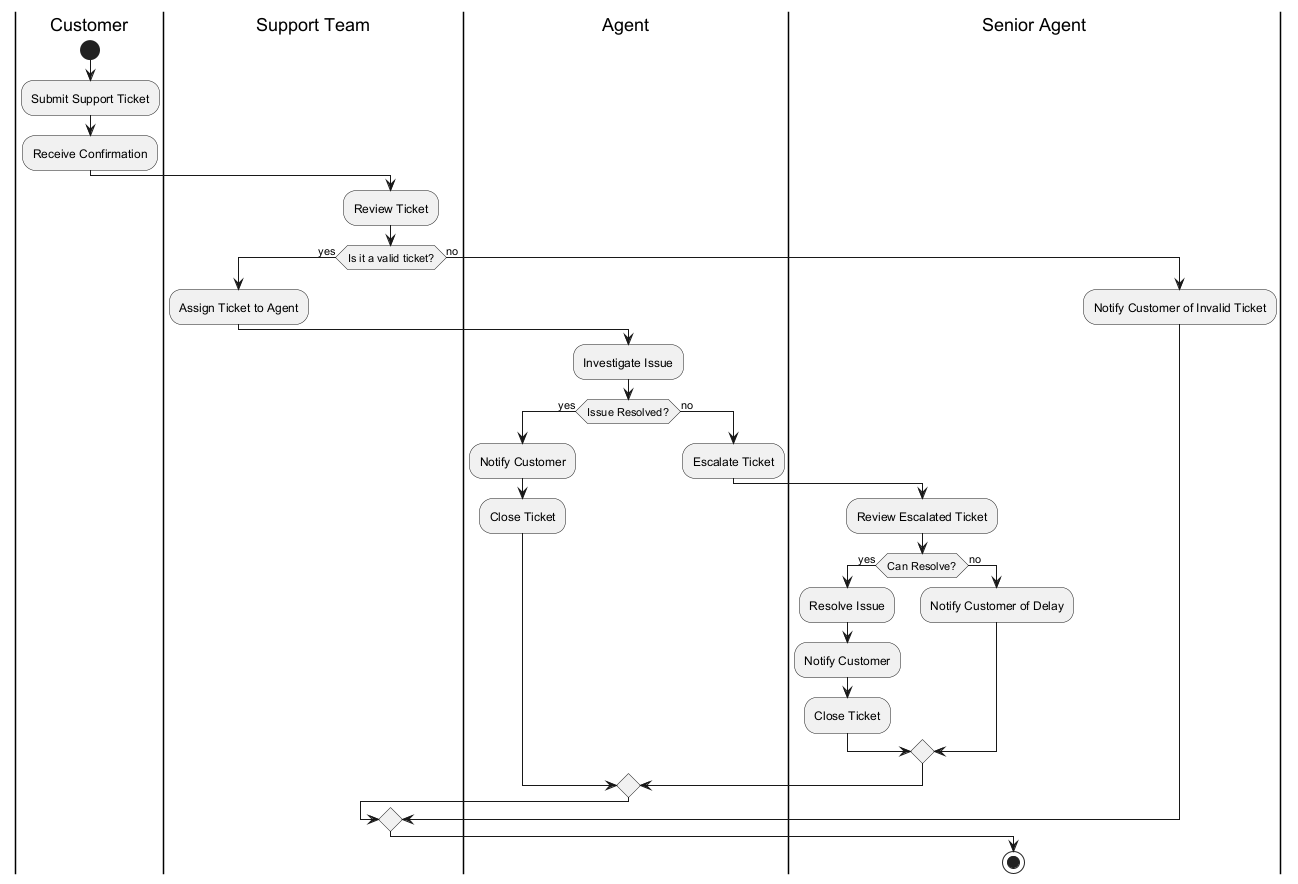 Customer
Support Team
Agent
Senior Agent
Submit Support Ticket
Receive Confirmation
Review Ticket
yes
Is it a valid ticket?
no
Assign Ticket to Agent
Notify Customer of Invalid Ticket
Investigate Issue
yes
Issue Resolved?
no
Notify Customer
Escalate Ticket
Close Ticket
Review Escalated Ticket
yes
Can Resolve?
no
Resolve Issue
Notify Customer of Delay
Notify Customer
Close Ticket